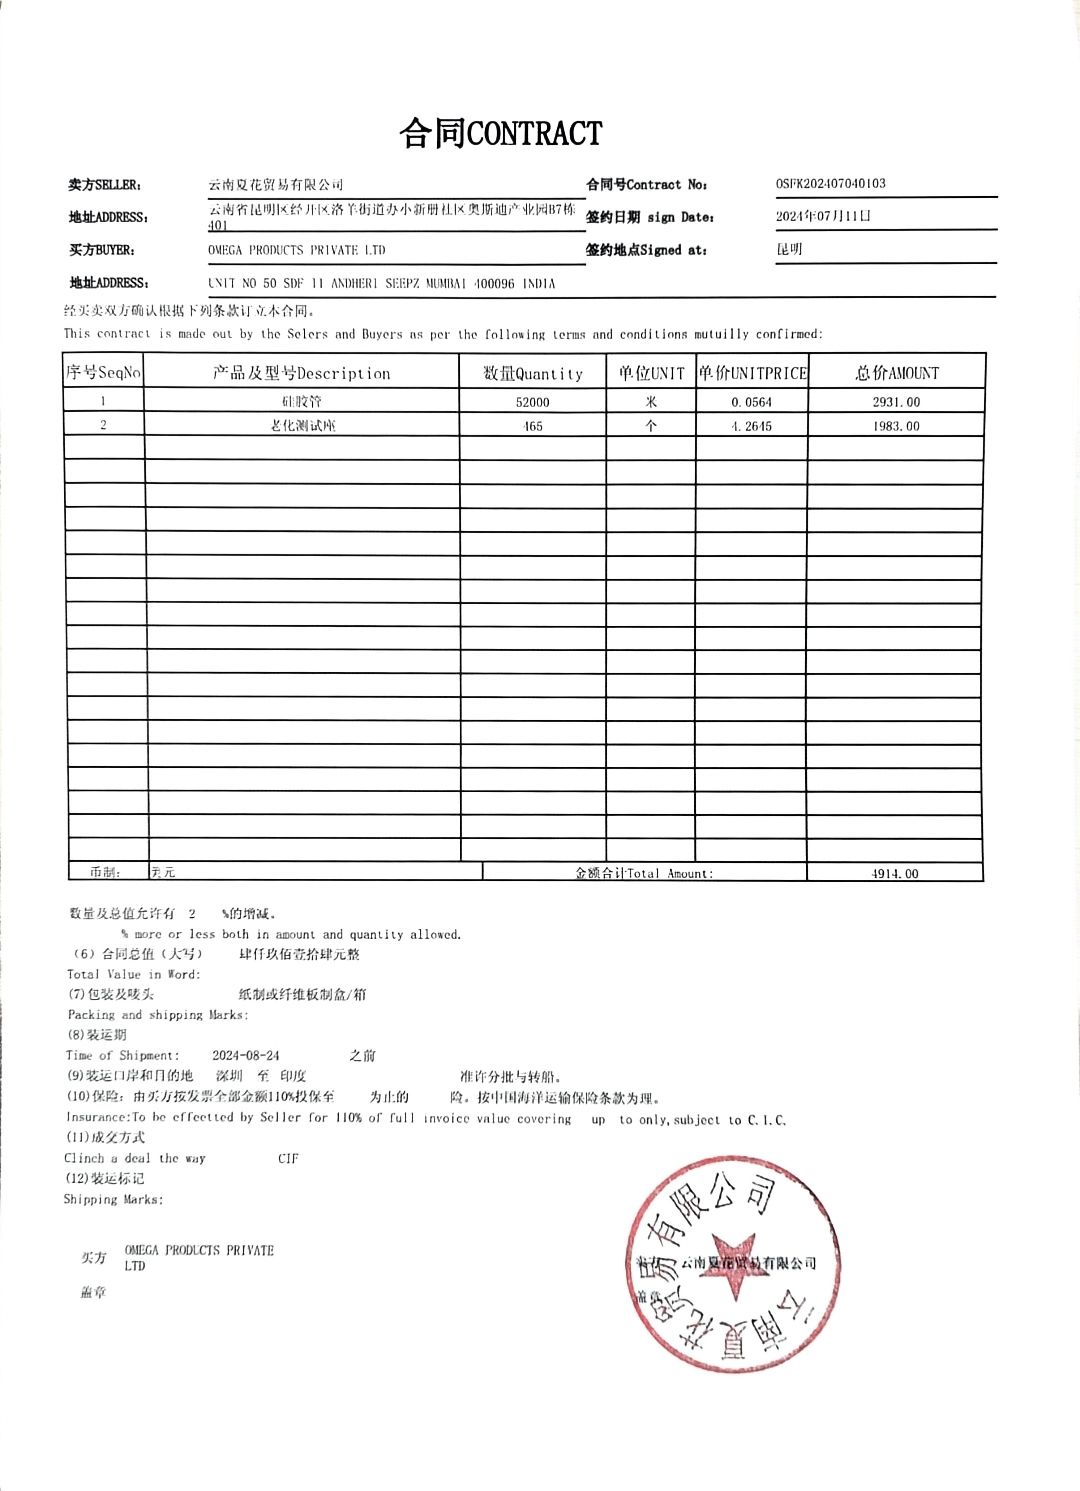 合同CONTRACT
卖方SELLER: 云南夏花贸易有限公司 合同号Contract No: OSFK202407040103
地址ADDRESS: 云南省昆明区经开区洛羊街道办小新册社区奥斯迪产业园B7栋401 签约日期 sign Date: 2024年07月11日
买方BUYER: OMEGA PRODUCTS PRIVATE LTD 签约地点Signed at: 昆明
地址ADDRESS: UNIT NO 50 SDF 11 ANDHERI SEEPZ MUMBAI 400096 INDIA
经买卖双方确认根据下列条款订立本合同。
This contract is made out by the Selers and Buyers as per the following terms and conditions mutuilly confirmed:
序号SeqNo 产品及型号Description 数量Quantity 单位UNIT 单价UNITPRICE 总价AMOUNT
1 硅胶管 52000 米 0.0564 2931.00
2 老化测试座 465 个 4.2645 1983.00
币制: 美元 金额合计Total Amount: 4914.00
数量及总值允许有 2 %的增减。
% more or less both in amount and quantity allowed.
(6) 合同总值(大写) 肆仟玖佰壹拾肆元整
Total Value in Word:
(7)包装及唛头 纸制或纤维板制盒/箱
Packing and shipping Marks:
(8)装运期
Time of Shipment: 2024-08-24 之前
(9)装运口岸和目的地 深圳 至 印度 准许分批与转船。
(10)保险: 由买方按发票全部金额110%投保至 为止的 险。按中国海洋运输保险条款为理。
Insurance:To be effeetted by Seller for 110% of full invoice value covering up to only,subject to C.I.C.
(11)成交方式
Clinch a deal the way CIF
(12)装运标记
Shipping Marks:
买方 OMEGA PRODUCTS PRIVATE LTD
盖章
卖方 云南夏花贸易有限公司
盖章
云南夏花贸易有限公司